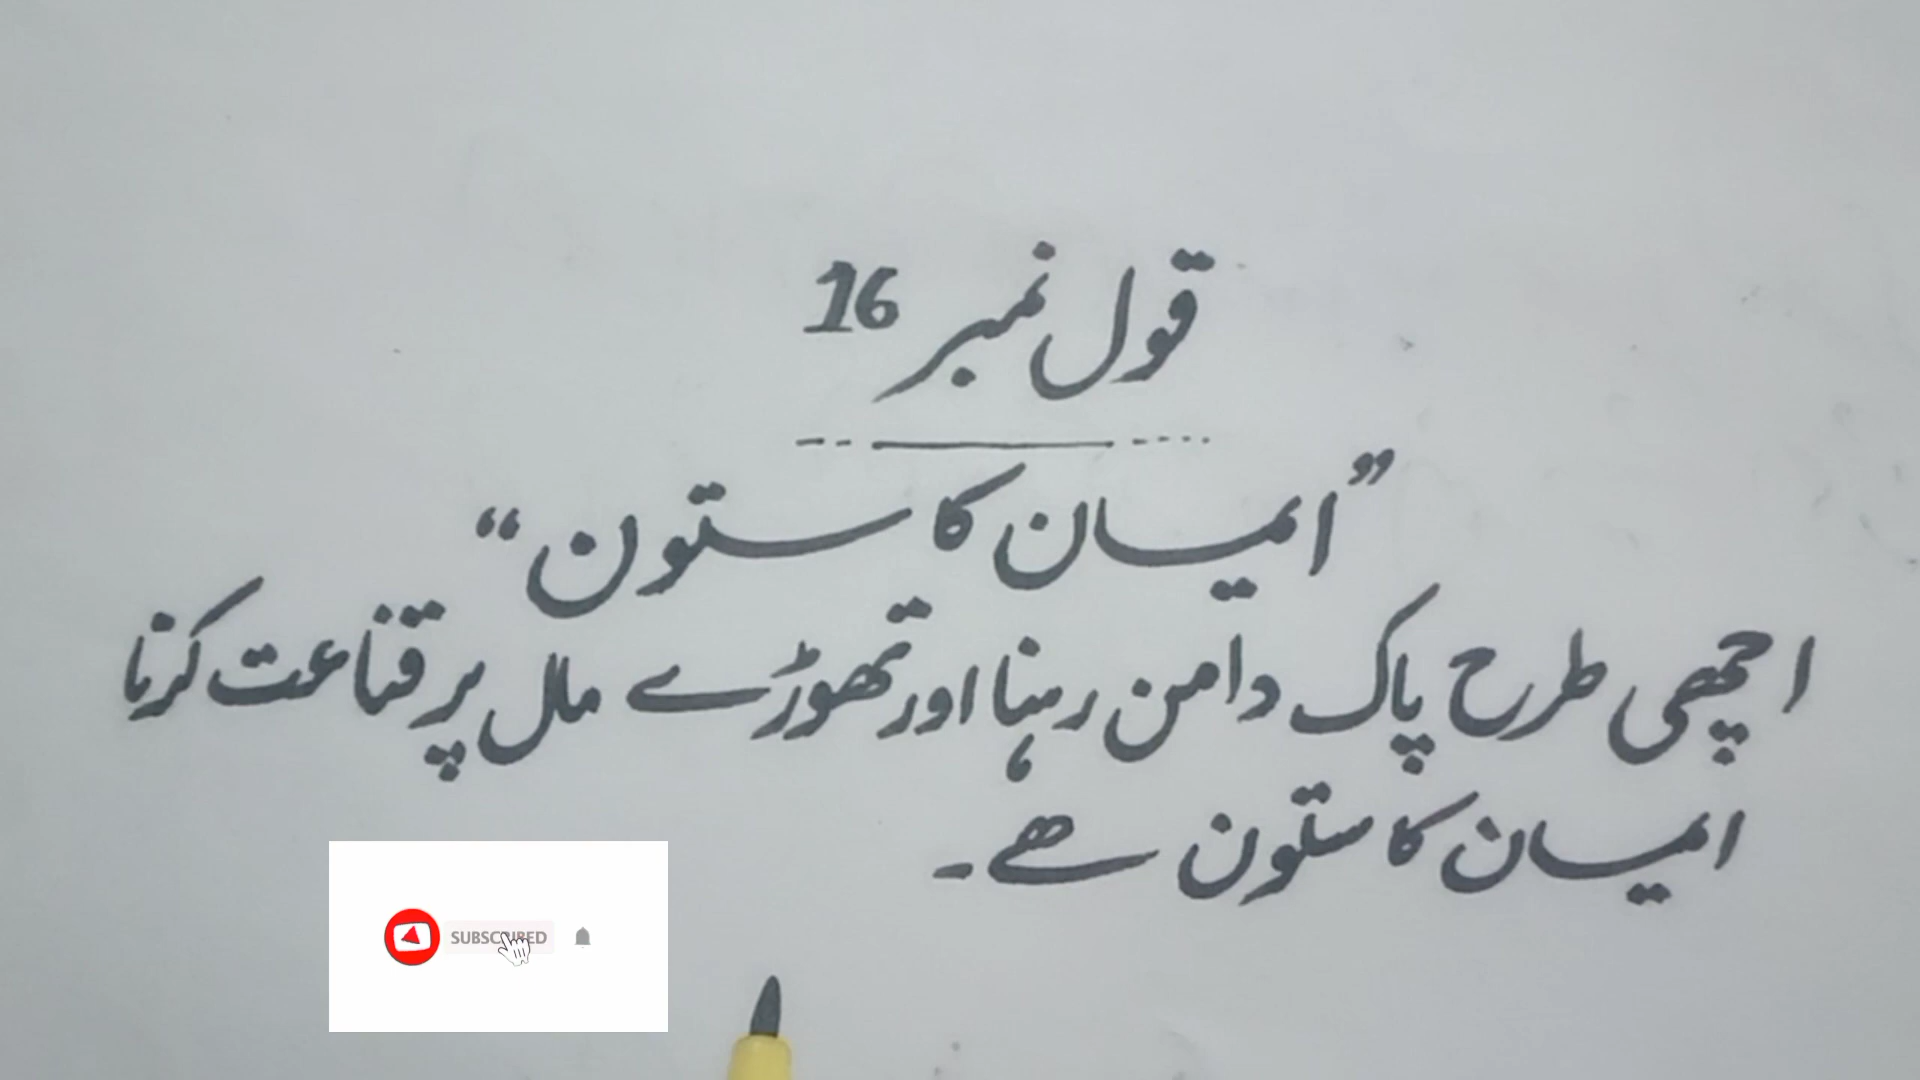 قول نمبر 16
”ایمان کا ستون“
اچھی طرح پاک دامن رہنا اور تھوڑے مال پر قناعت کرنا
ایمان کا ستون ھے۔
SUBSCRIBED